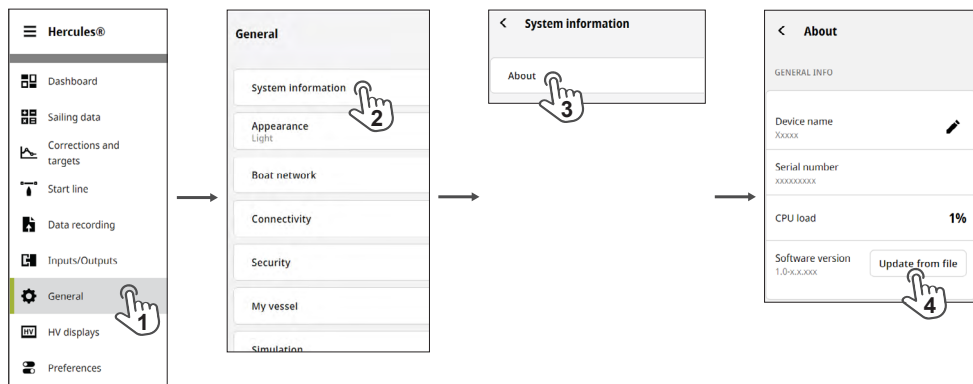 Hercules®
Dashboard
Sailing data
Corrections and
targets
Start line
Data recording
Inputs/Outputs
General
1
HV HV displays
Preferences
General
System information
2
Appearance
Light
Boat network
Connectivity
Security
My vessel
Simulation
System information
About
3
About
GENERAL INFO
Device name
Xxxxx
Serial number
xxxxxxxxx
CPU load 1%
Software version
1.0-x.x.xxx
Update from file
4